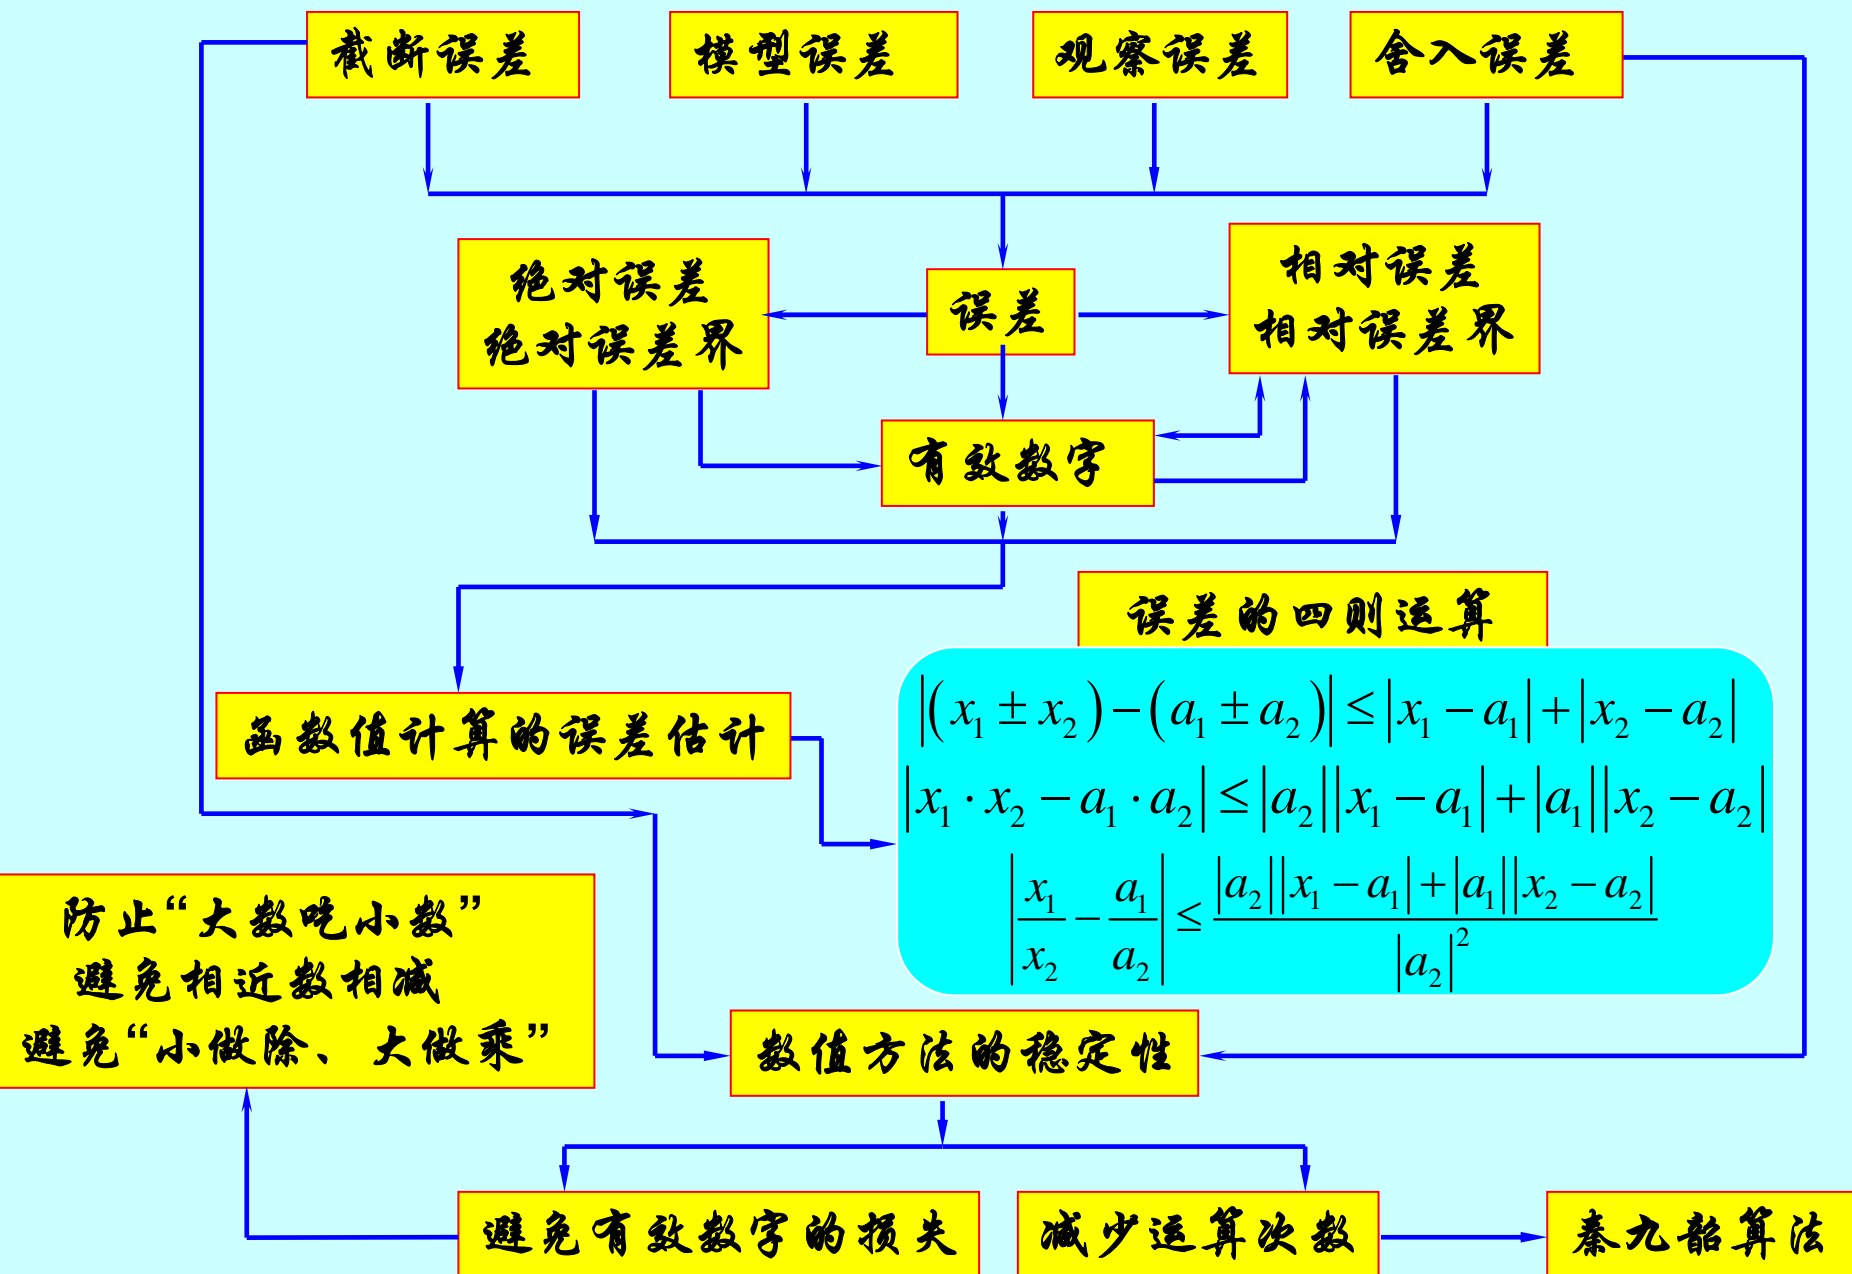 截断误差
模型误差
观察误差
舍入误差
绝对误差
绝对误差界
误差
相对误差
相对误差界
有效数字
误差的四则运算
|(x₁ ± x₂) − (a₁ ± a₂)| ≤ |x₁ − a₁| + |x₂ − a₂|
|x₁ · x₂ − a₁ · a₂| ≤ |a₂||x₁ − a₁| + |a₁||x₂ − a₂|
|x₁/x₂ − a₁/a₂| ≤ (|a₂||x₁ − a₁| + |a₁||x₂ − a₂|)/|a₂|²
函数值计算的误差估计
防止“大数吃小数”
避免相近数相减
避免“小做除、大做乘”
数值方法的稳定性
避免有效数字的损失
减少运算次数
秦九韶算法